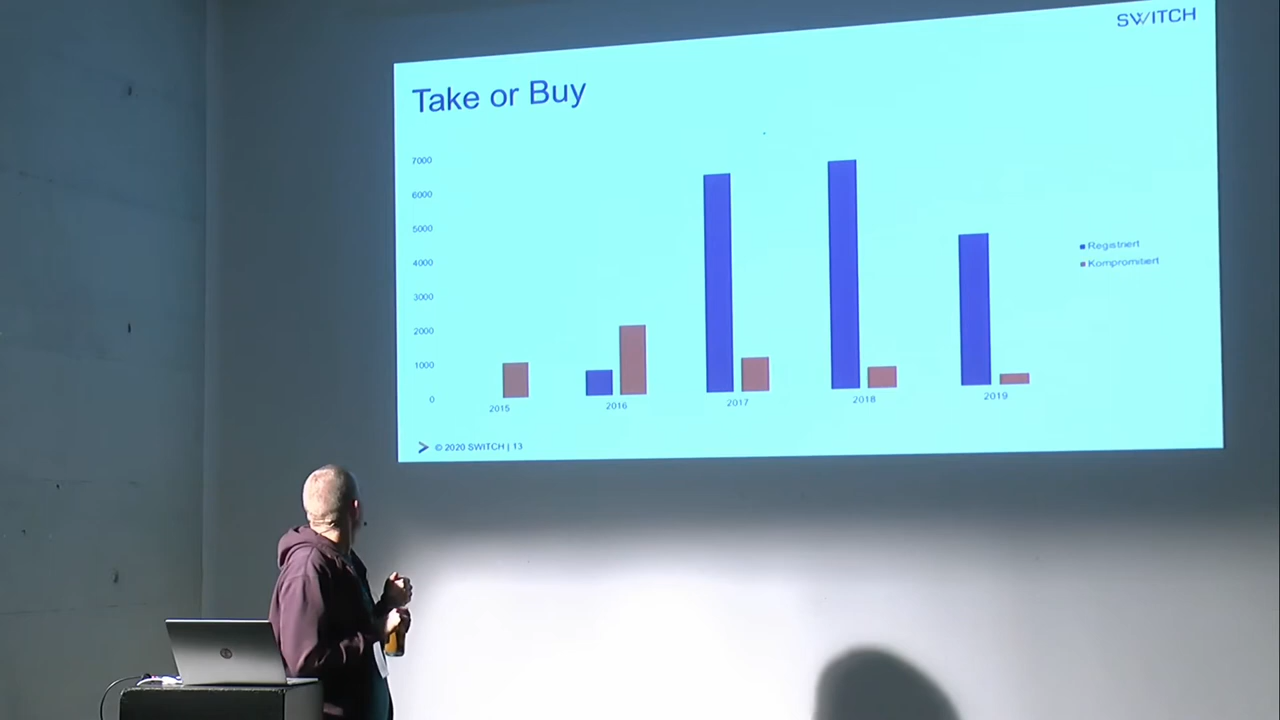 SWITCH
Take or Buy
7000
6000
5000
4000
3000
2000
1000
0
2015
2016
2017
2018
2019
Registriert
Kompromitiert
© 2020 SWITCH | 13